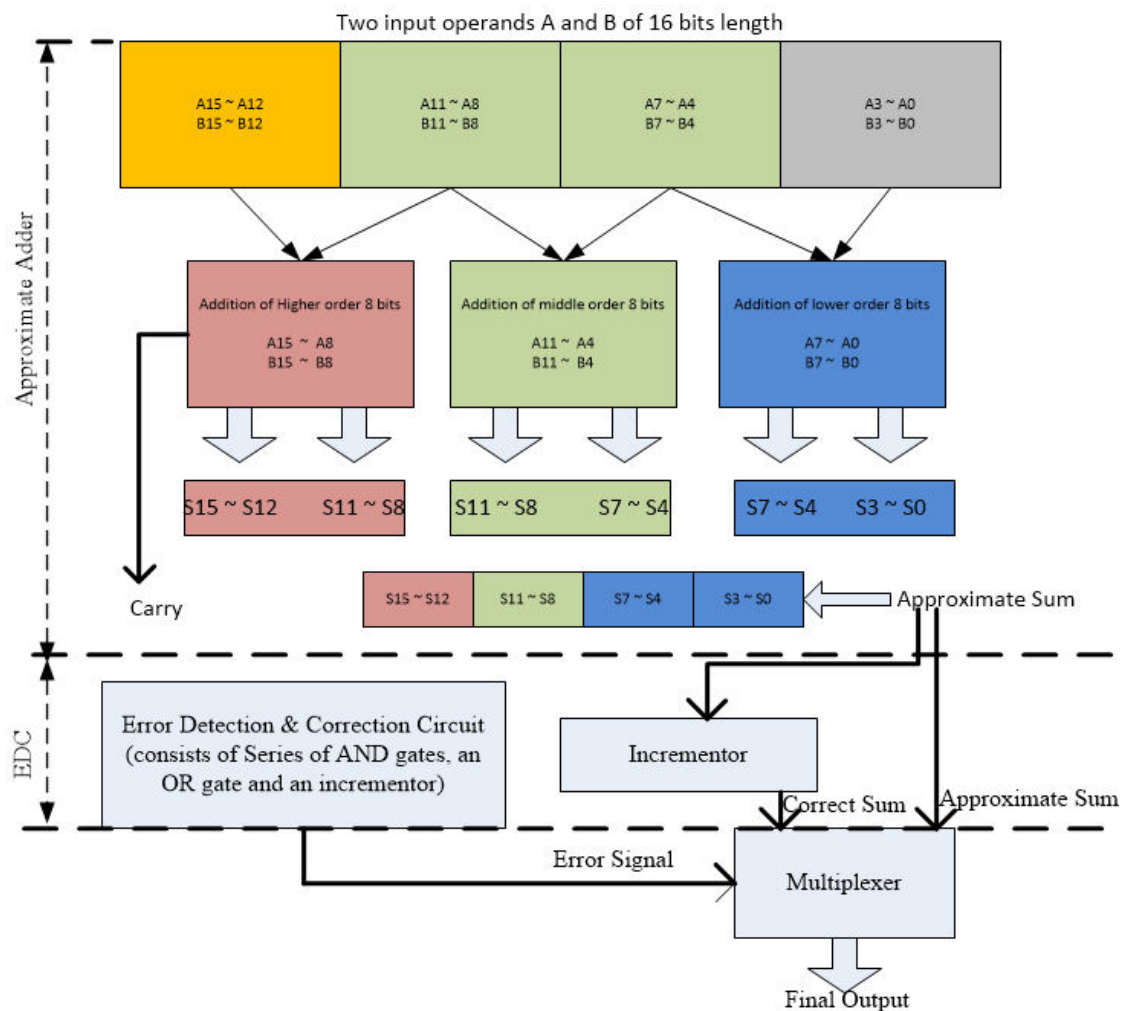 Two input operands A and B of 16 bits length
A15 ~ A12
B15 ~ B12
A11 ~ A8
B11 ~ B8
A7 ~ A4
B7 ~ B4
A3 ~ A0
B3 ~ B0
Approximate Adder
Addition of Higher order 8 bits
A15 ~ A8
B15 ~ B8
Addition of middle order 8 bits
A11 ~ A4
B11 ~ B4
Addition of lower order 8 bits
A7 ~ A0
B7 ~ B0
S15 ~ S12 S11 ~ S8
S11 ~ S8 S7 ~ S4
S7 ~ S4 S3 ~ S0
Carry
S15 ~ S12
S11 ~ S8
S7 ~ S4
S3 ~ S0
Approximate Sum
EDC
Error Detection & Correction Circuit
(consists of Series of AND gates, an
OR gate and an incrementor)
Incrementor
Correct Sum
Approximate Sum
Error Signal
Multiplexer
Final Output